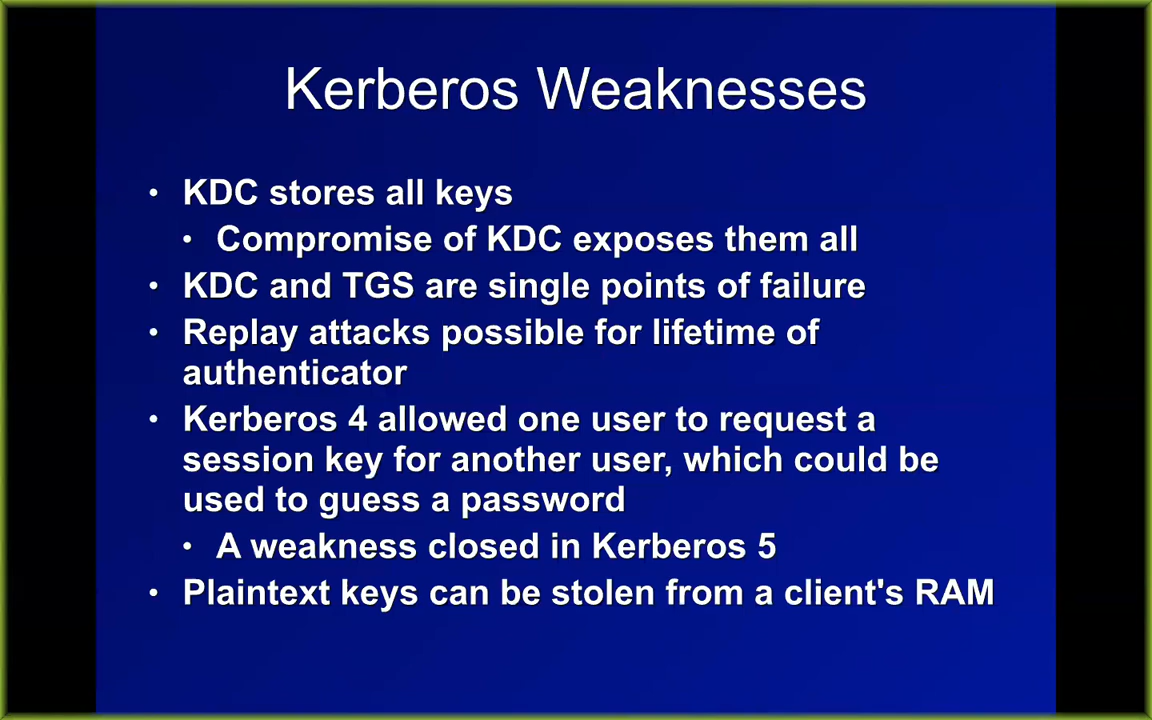 Kerberos Weaknesses
• KDC stores all keys
• Compromise of KDC exposes them all
• KDC and TGS are single points of failure
• Replay attacks possible for lifetime of
authenticator
• Kerberos 4 allowed one user to request a
session key for another user, which could be
used to guess a password
• A weakness closed in Kerberos 5
• Plaintext keys can be stolen from a client's RAM